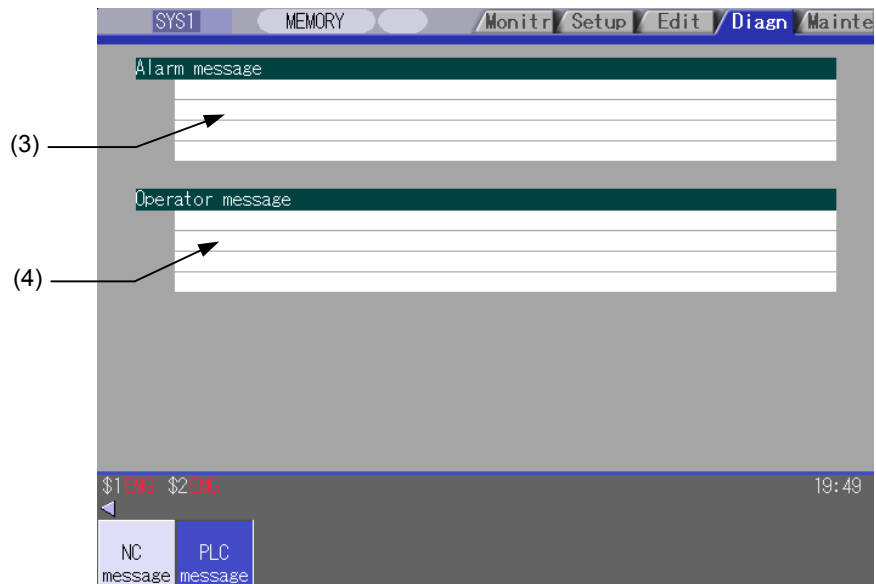 SYS1 MEMORY Monitr Setup Edit Diagn Mainte
Alarm message
(3)
Operator message
(4)
$1 EMG $2 EMG 19:49
NC message
PLC message